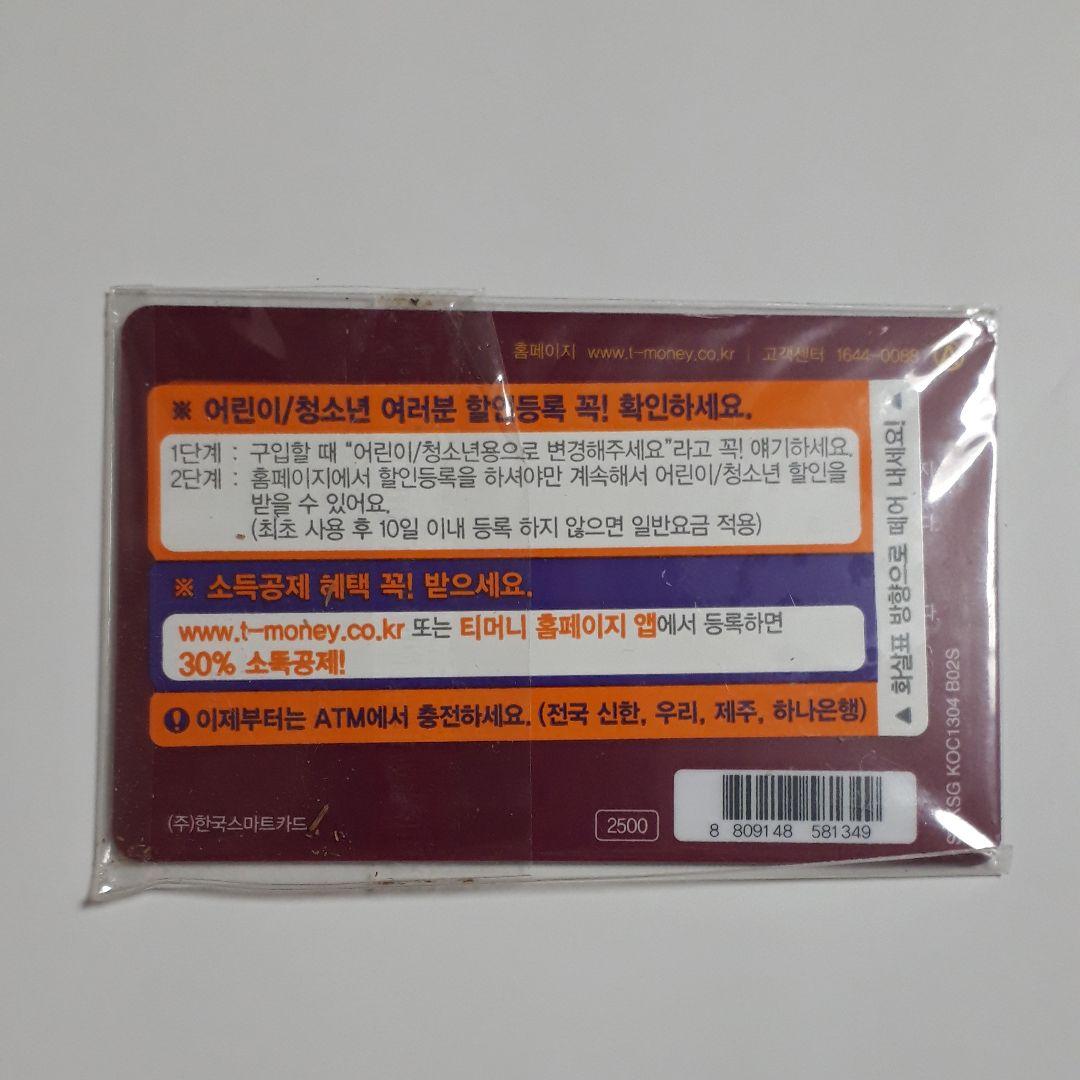 홈페이지 www.t-money.co.kr | 고객센터 1644-0088
※ 어린이/청소년 여러분 할인등록 꼭! 확인하세요.
1단계 : 구입할 때 "어린이/청소년용으로 변경해주세요"라고 꼭! 얘기하세요.
2단계 : 홈페이지에서 할인등록을 하셔야만 계속해서 어린이/청소년 할인을
받을 수 있어요.
(최초 사용 후 10일 이내 등록 하지 않으면 일반요금 적용)
※ 소득공제 혜택 꼭! 받으세요.
www.t-money.co.kr 또는 티머니 홈페이지 앱에서 등록하면
30% 소득공제!
이제부터는 ATM에서 충전하세요. (전국 신한, 우리, 제주, 하나은행)
▲ 화살표 방향으로 떼어 내세요! ▲
KOC1304 B02S
(주)한국스마트카드
2500
8 809148 581349